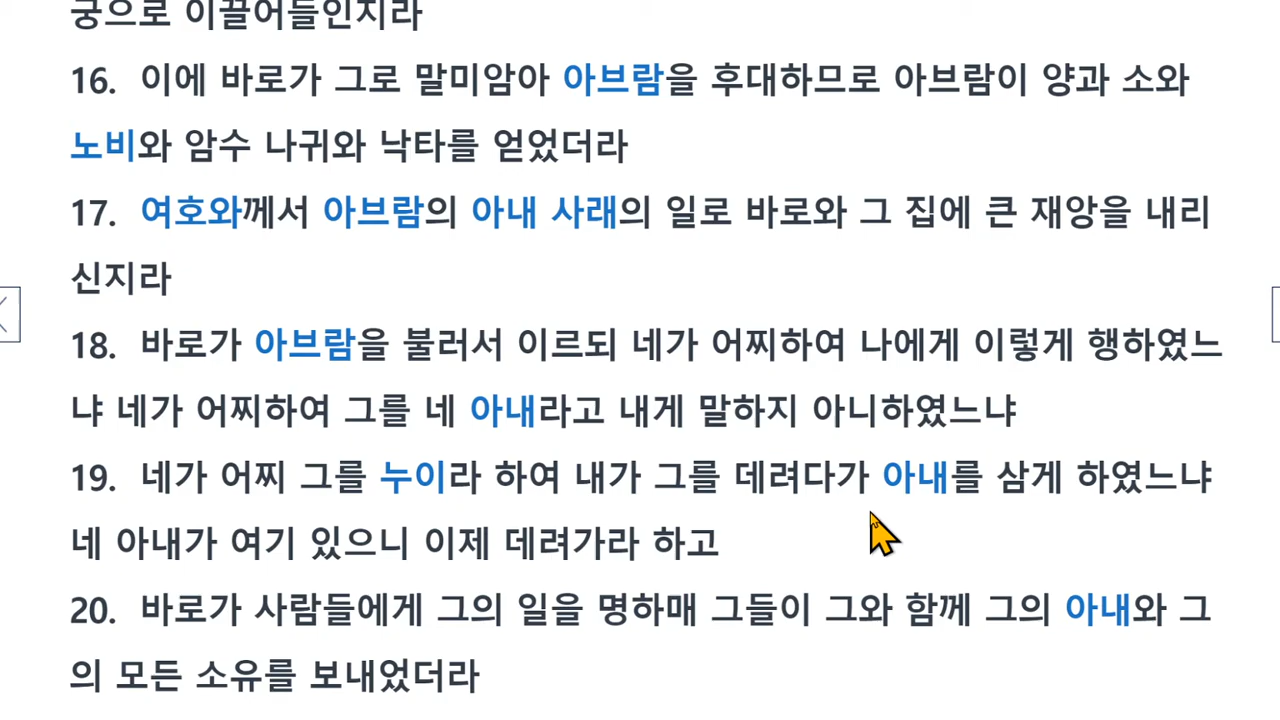 궁으로 이끌어들인지라
16. 이에 바로가 그로 말미암아 아브람을 후대하므로 아브람이 양과 소와
노비와 암수 나귀와 낙타를 얻었더라
17. 여호와께서 아브람의 아내 사래의 일로 바로와 그 집에 큰 재앙을 내리
신지라
18. 바로가 아브람을 불러서 이르되 네가 어찌하여 나에게 이렇게 행하였느
냐 네가 어찌하여 그를 네 아내라고 내게 말하지 아니하였느냐
19. 네가 어찌 그를 누이라 하여 내가 그를 데려다가 아내를 삼게 하였느냐
네 아내가 여기 있으니 이제 데려가라 하고
20. 바로가 사람들에게 그의 일을 명하매 그들이 그와 함께 그의 아내와 그
의 모든 소유를 보내었더라